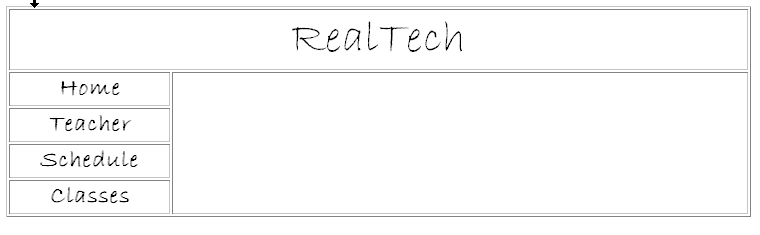 RealTech
Home
Teacher
Schedule
Classes